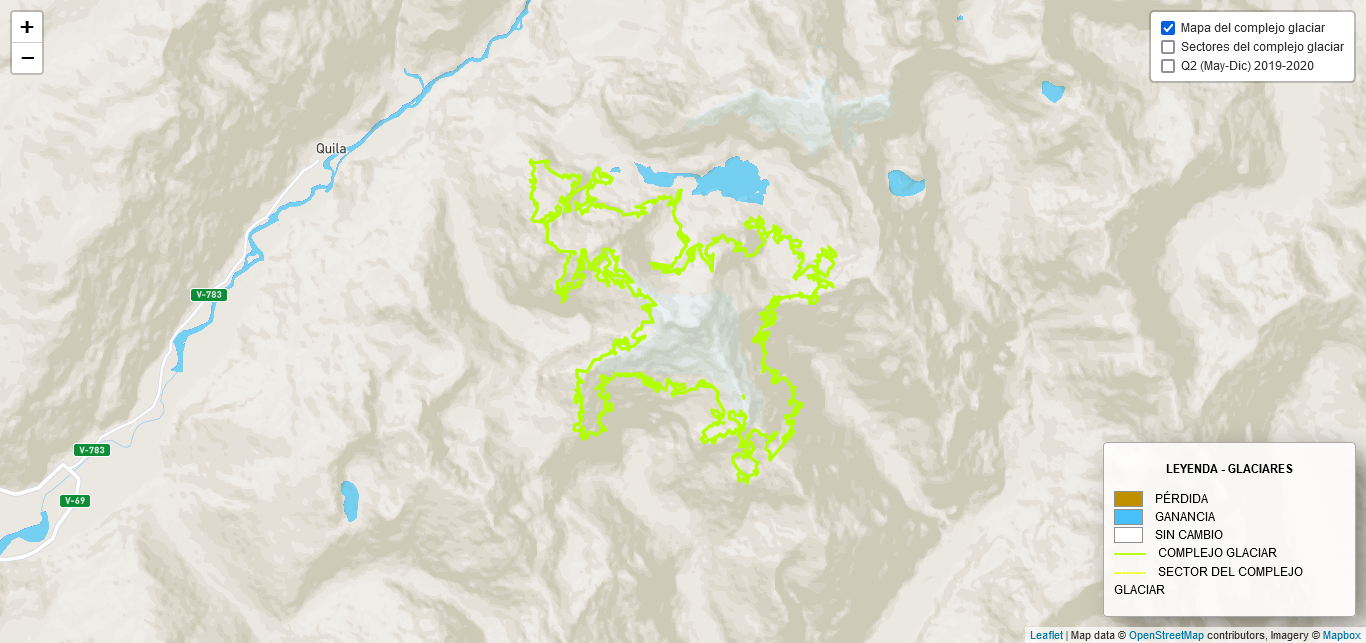 +
−
Mapa del complejo glaciar
Sectores del complejo glaciar
Q2 (May-Dic) 2019-2020
Quila
V-783
V-783
V-69
LEYENDA - GLACIARES
PÉRDIDA
GANANCIA
SIN CAMBIO
COMPLEJO GLACIAR
SECTOR DEL COMPLEJO
GLACIAR
Leaflet | Map data © OpenStreetMap contributors, Imagery © Mapbox